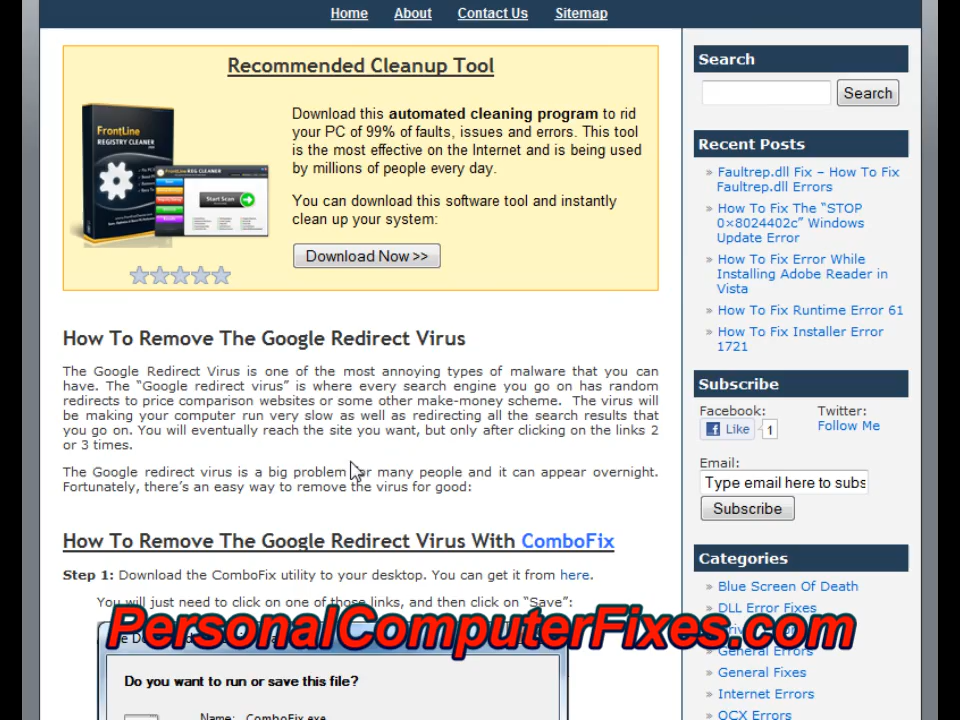 Home About Contact Us Sitemap
Recommended Cleanup Tool
FrontLine
REGISTRY CLEANER
FRONTLINE REG CLEANER
Start Scan
Download this automated cleaning program to rid
your PC of 99% of faults, issues and errors. This tool
is the most effective on the Internet and is being used
by millions of people every day.
You can download this software tool and instantly
clean up your system:
Download Now >>
How To Remove The Google Redirect Virus
The Google Redirect Virus is one of the most annoying types of malware that you can
have. The “Google redirect virus” is where every search engine you go on has random
redirects to price comparison websites or some other make-money scheme. The virus will
be making your computer run very slow as well as redirecting all the search results that
you go on. You will eventually reach the site you want, but only after clicking on the links 2
or 3 times.
The Google redirect virus is a big problem for many people and it can appear overnight.
Fortunately, there’s an easy way to remove the virus for good:
How To Remove The Google Redirect Virus With ComboFix
Step 1: Download the ComboFix utility to your desktop. You can get it from here.
You will just need to click on one of those links, and then click on “Save”:
PersonalComputerFixes.com
Do you want to run or save this file?
Name: ComboFix.exe
Search
Search
Recent Posts
» Faultrep.dll Fix – How To Fix
Faultrep.dll Errors
» How To Fix The “STOP
0×8024402c” Windows
Update Error
» How To Fix Error While
Installing Adobe Reader in
Vista
» How To Fix Runtime Error 61
» How To Fix Installer Error
1721
Subscribe
Facebook:
Like 1
Twitter:
Follow Me
Email:
Type email here to subs
Subscribe
Categories
» Blue Screen Of Death
» DLL Error Fixes
General Errors
» General Fixes
» Internet Errors
» OCX Errors